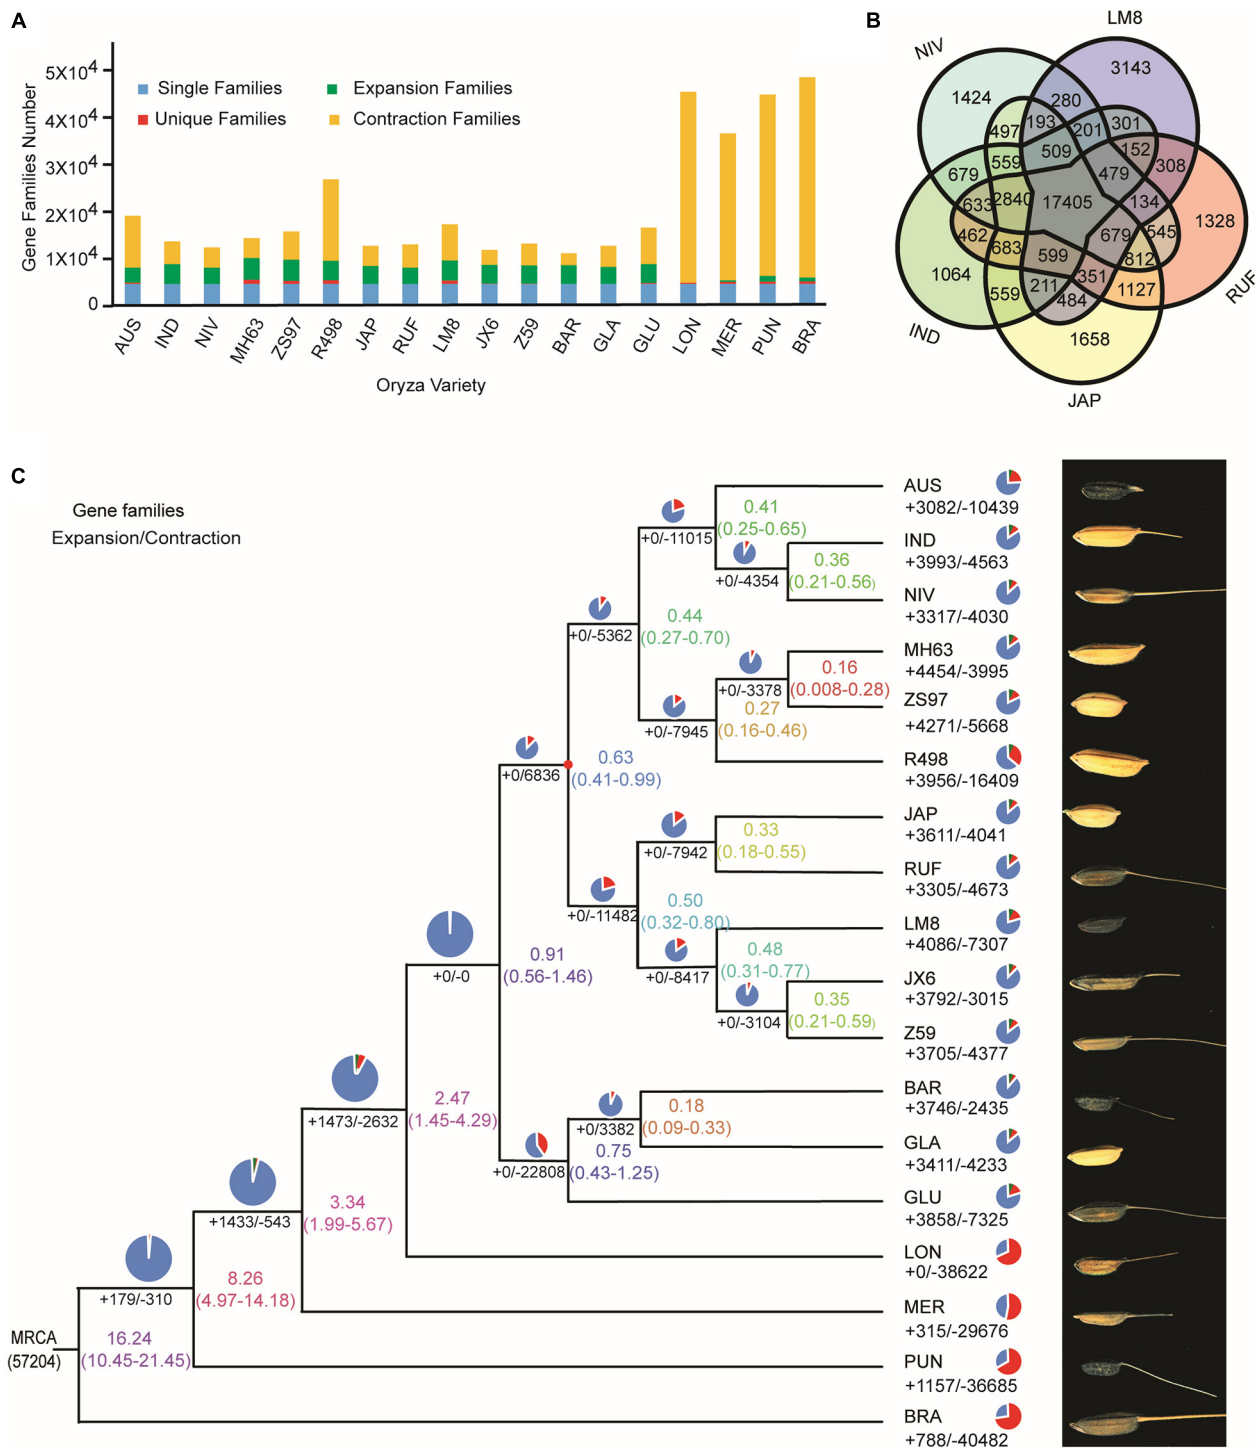 A
5X10⁴
4X10⁴
3X10⁴
2X10⁴
1X10⁴
0
Gene Families Number
Single Families
Expansion Families
Unique Families
Contraction Families
AUS
IND
NIV
MH63
ZS97
R498
JAP
RUF
LM8
JX6
Z59
BAR
GLA
GLU
LON
MER
PUN
BRA
Oryza Variety
B
LM8
NIV
3143
1424
280
301
497
193
201
152
308
559
509
479
679
134
1328
633
2840
17405
462
683
599
679
545
812
1064
351
211
559
484
1127
RUF
IND
1658
JAP
C
Gene families
Expansion/Contraction
AUS
+3082/-10439
IND
+3993/-4563
NIV
+3317/-4030
MH63
+4454/-3995
ZS97
+4271/-5668
R498
+3956/-16409
JAP
+3611/-4041
RUF
+3305/-4673
LM8
+4086/-7307
JX6
+3792/-3015
Z59
+3705/-4377
BAR
+3746/-2435
GLA
+3411/-4233
GLU
+3858/-7325
LON
+0/-38622
MER
+315/-29676
PUN
+1157/-36685
BRA
+788/-40482
0.41
(0.25-0.65)
+0/-11015
0.36
(0.21-0.56)
+0/-4354
0.44
(0.27-0.70)
+0/-5362
0.16
(0.008-0.28)
+0/-3378
0.27
(0.16-0.46)
+0/-7945
0.63
(0.41-0.99)
+0/6836
0.33
(0.18-0.55)
+0/-7942
0.50
(0.32-0.80)
+0/-11482
0.48
(0.31-0.77)
+0/-8417
0.35
(0.21-0.59)
+0/-3104
0.91
(0.56-1.46)
+0/-0
0.18
(0.09-0.33)
+0/3382
0.75
(0.43-1.25)
+0/-22808
2.47
(1.45-4.29)
+1473/-2632
3.34
(1.99-5.67)
+1433/-543
8.26
(4.97-14.18)
+179/-310
16.24
(10.45-21.45)
MRCA
(57204)